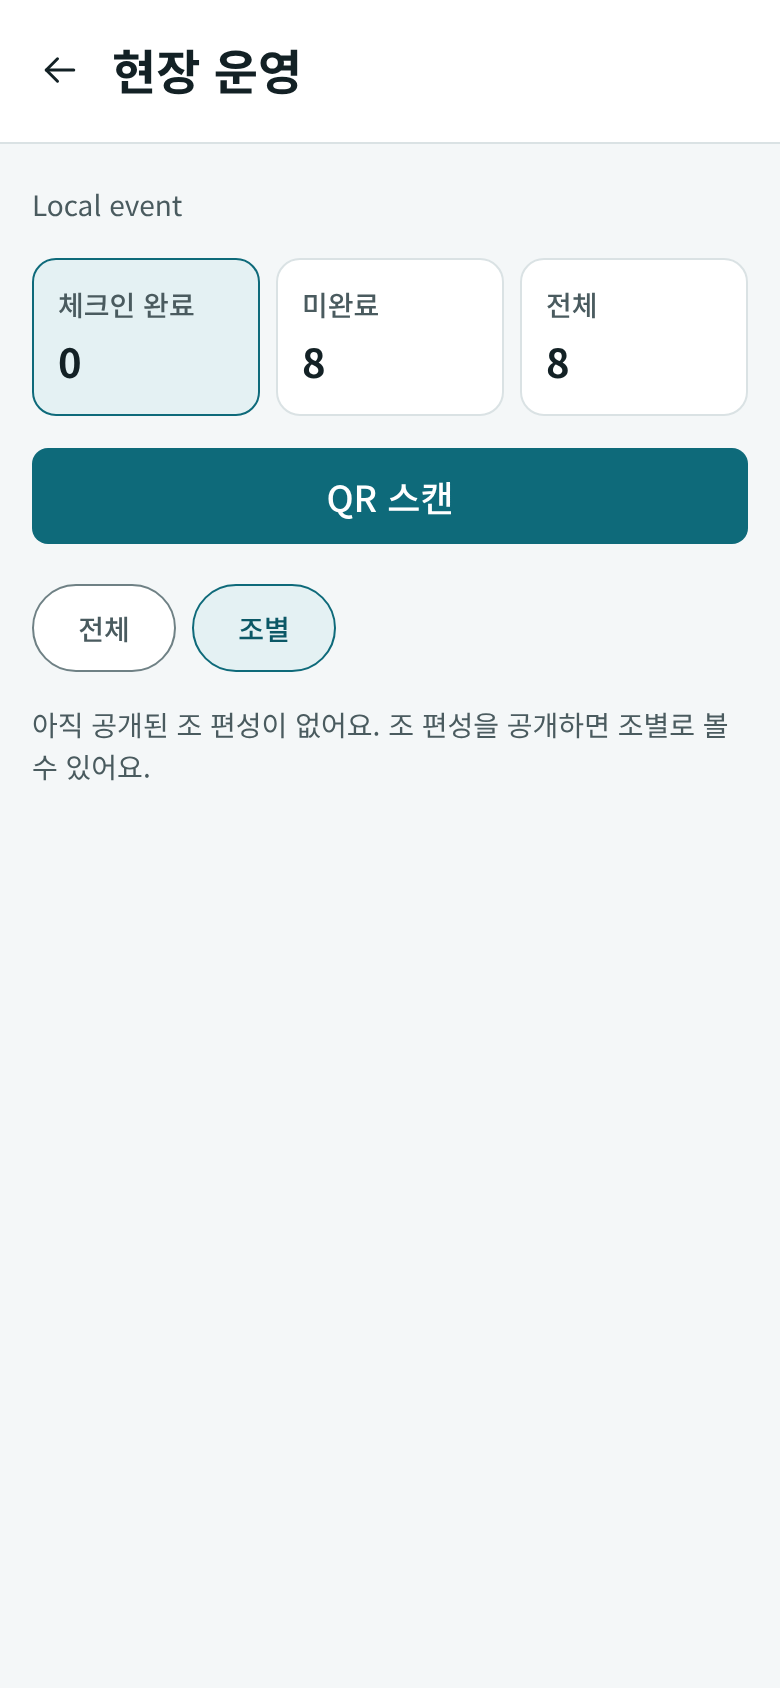 현장 운영
Local event
체크인 완료
0
미완료
8
전체
8
QR 스캔
전체
조별
아직 공개된 조 편성이 없어요. 조 편성을 공개하면 조별로 볼
수 있어요.